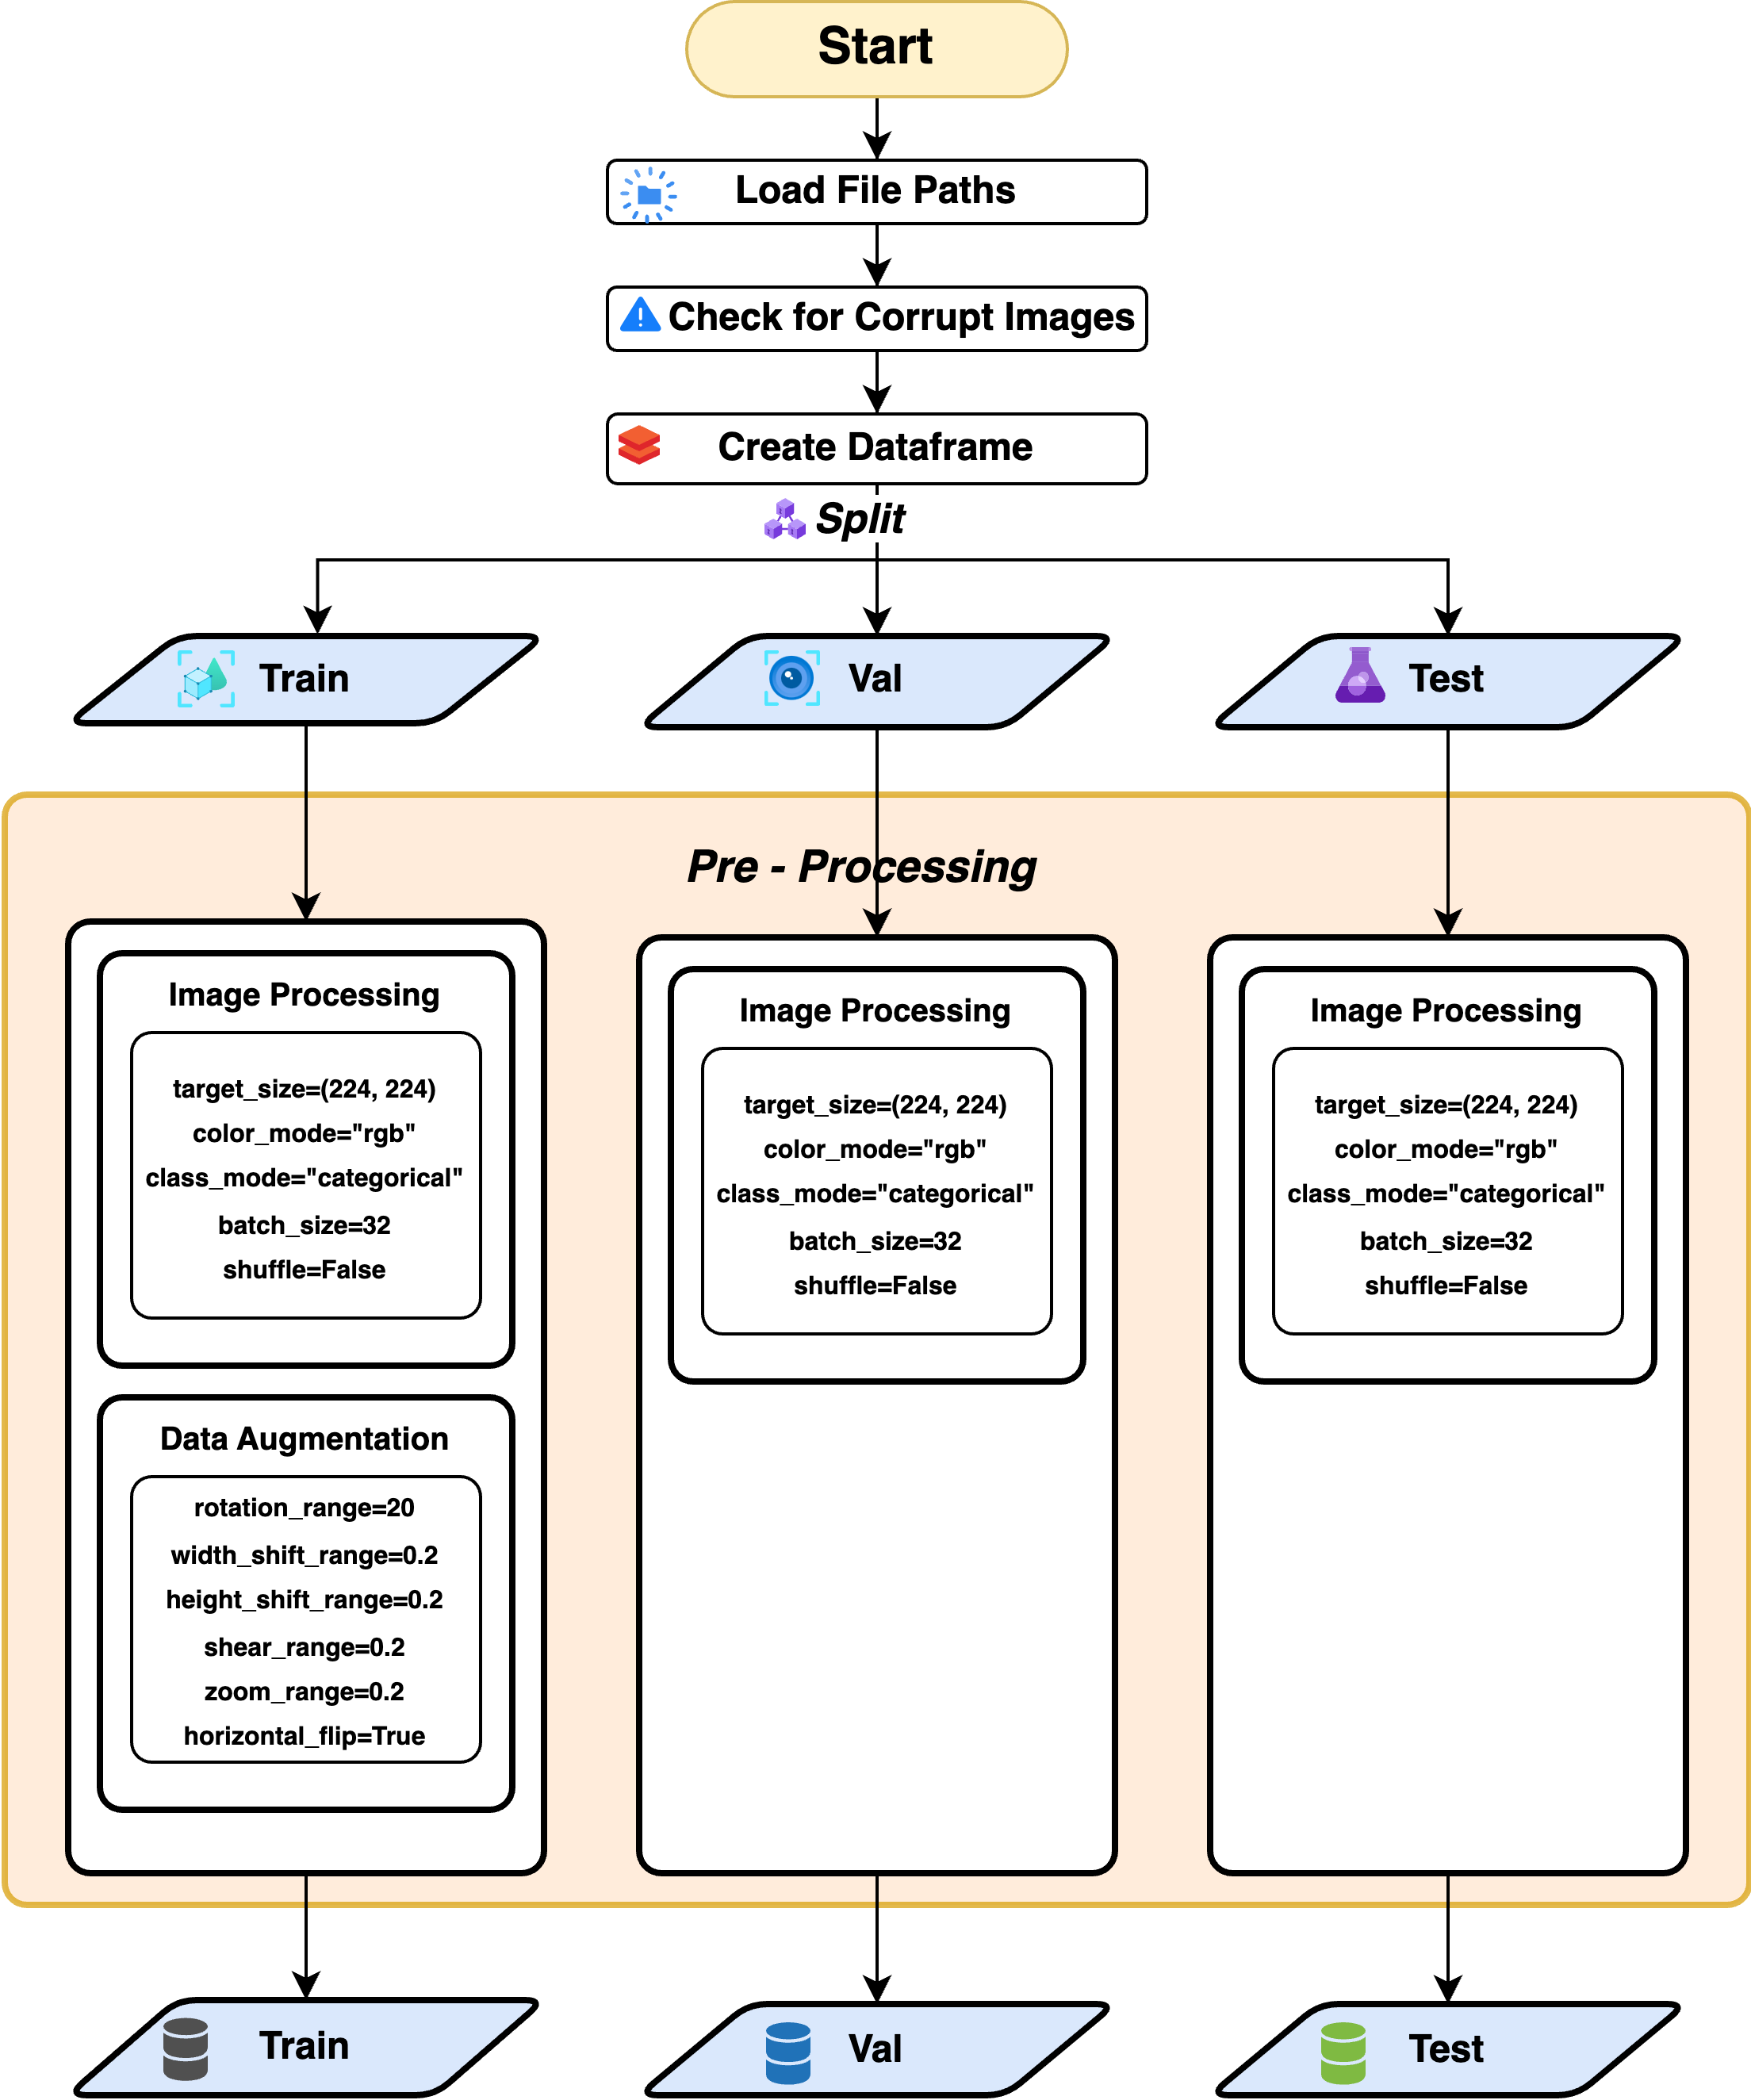 Start
Load File Paths
Check for Corrupt Images
Create Dataframe
Split
Train
Val
Test
Pre - Processing
Image Processing
target_size=(224, 224)
color_mode="rgb"
class_mode="categorical"
batch_size=32
shuffle=False
Data Augmentation
rotation_range=20
width_shift_range=0.2
height_shift_range=0.2
shear_range=0.2
zoom_range=0.2
horizontal_flip=True
Image Processing
target_size=(224, 224)
color_mode="rgb"
class_mode="categorical"
batch_size=32
shuffle=False
Image Processing
target_size=(224, 224)
color_mode="rgb"
class_mode="categorical"
batch_size=32
shuffle=False
Train
Val
Test